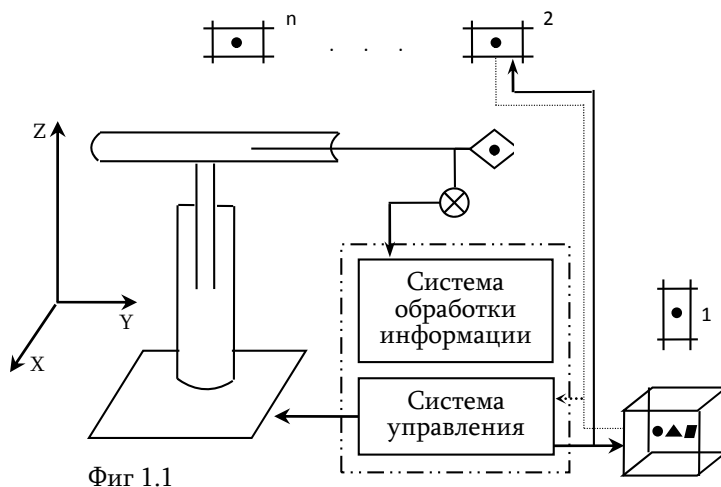 n
. . .
2
Z
Y
X
Система
обработки
информации
1
Система
управления
Фиг 1.1